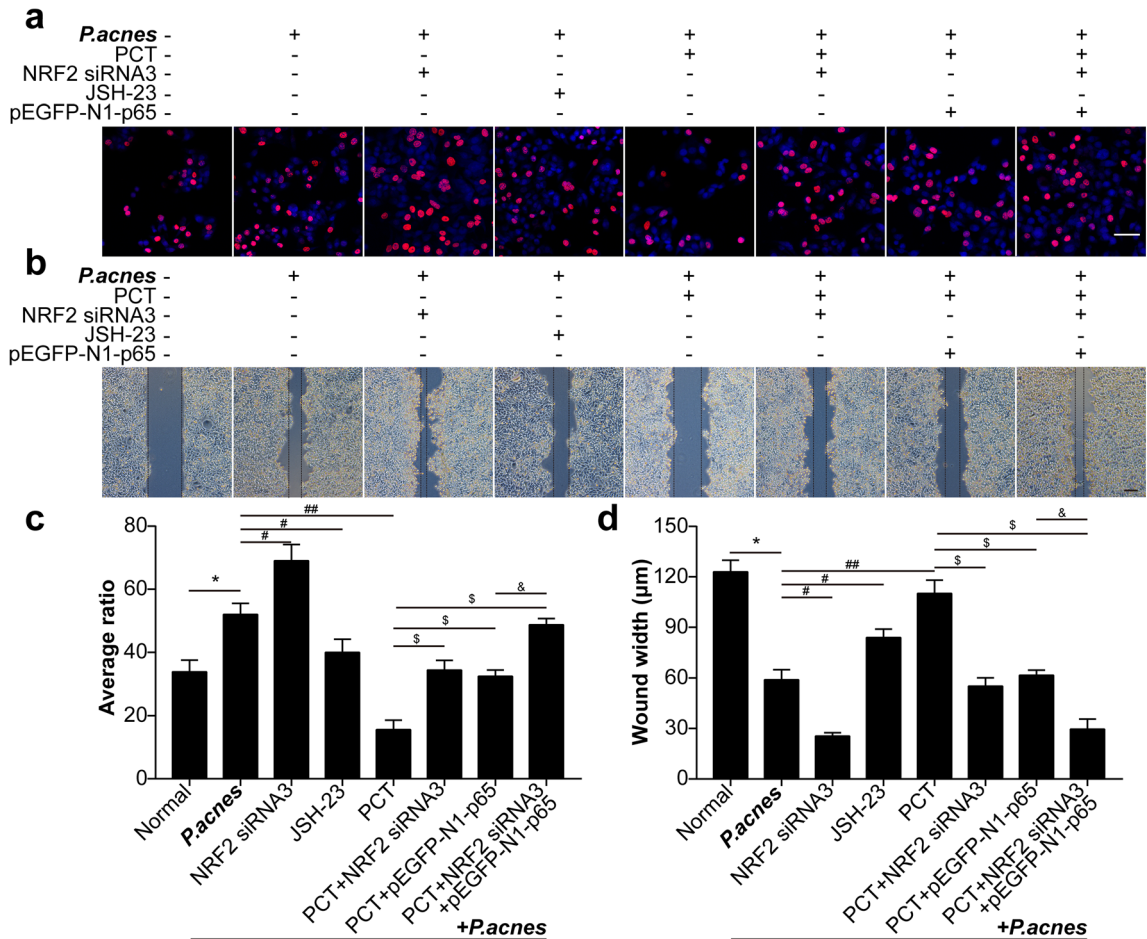 a
P.acnes - + + + + + + +
PCT - - - - + + + +
NRF2 siRNA3 - - + - - + - +
JSH-23 - - - + - - - -
pEGFP-N1-p65 - - - - - - + +
b
P.acnes - + + + + + + +
PCT - - - - + + + +
NRF2 siRNA3 - - + - - + - +
JSH-23 - - - + - - - -
pEGFP-N1-p65 - - - - - - + +
c
Average ratio
80
60
40
20
0
*
#
#
##
$
$
$
&
Normal
P.acnes
NRF2 siRNA3
JSH-23
PCT
PCT+NRF2 siRNA3
PCT+pEGFP-N1-p65
PCT+NRF2 siRNA3
+pEGFP-N1-p65
+P.acnes
d
Wound width (μm)
150
120
90
60
30
0
*
#
#
##
$
$
$
&
Normal
P.acnes
NRF2 siRNA3
JSH-23
PCT
PCT+NRF2 siRNA3
PCT+pEGFP-N1-p65
PCT+NRF2 siRNA3
+pEGFP-N1-p65
+P.acnes